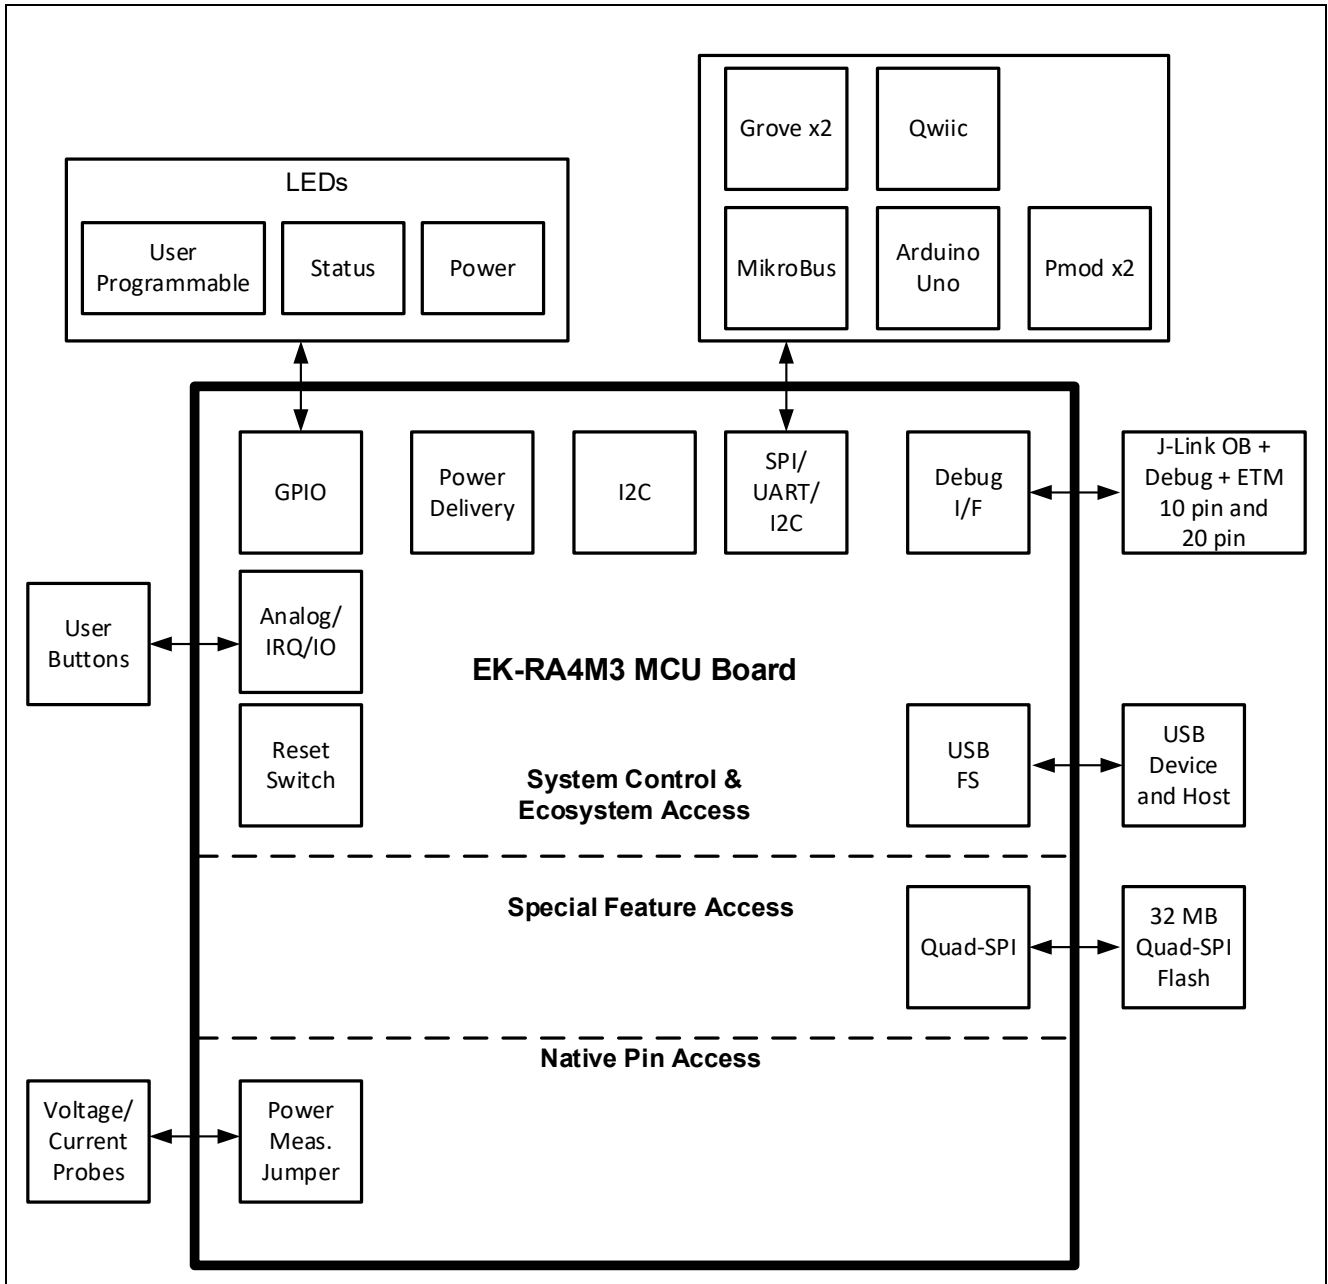 Grove x2
Qwiic
LEDs
User
Programmable
Status
Power
MikroBus
Arduino
Uno
Pmod x2
GPIO
Power
Delivery
I2C
SPI/
UART/
I2C
Debug
I/F
J-Link OB +
Debug + ETM
10 pin and
20 pin
User
Buttons
Analog/
IRQ/IO
EK-RA4M3 MCU Board
Reset
Switch
System Control &
Ecosystem Access
USB
FS
USB
Device
and Host
Special Feature Access
Quad-SPI
32 MB
Quad-SPI
Flash
Native Pin Access
Voltage/
Current
Probes
Power
Meas.
Jumper